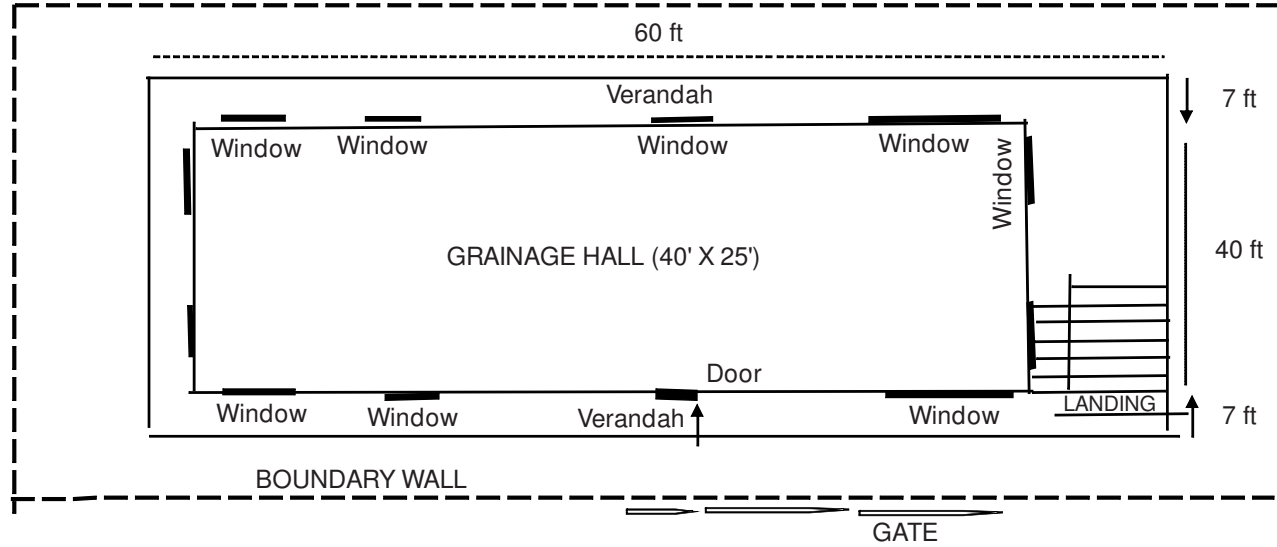 60 ft
Verandah
7 ft
Window
Window
Window
Window
Window
GRAINAGE HALL (40' X 25')
40 ft
Door
Window
Window
Verandah
Window
LANDING
7 ft
BOUNDARY WALL
GATE